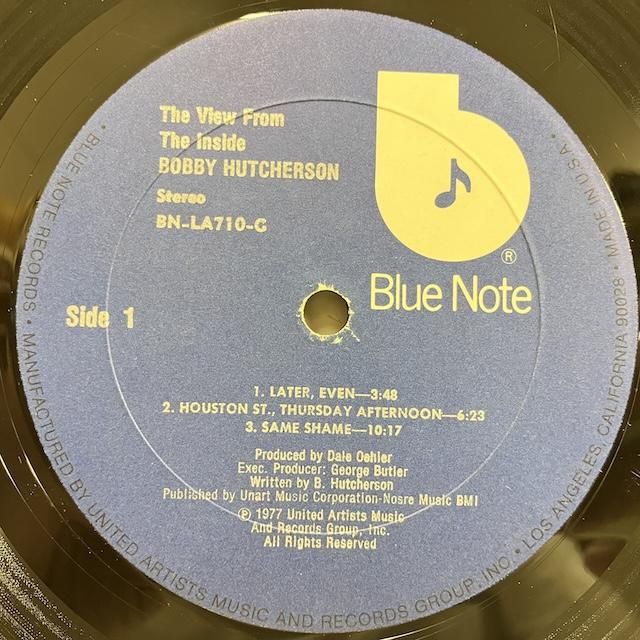 The View From
The Inside
BOBBY HUTCHERSON
Stereo
BN-LA710-G
Blue Note
®
Side 1
1. LATER, EVEN—3:48
2. HOUSTON ST., THURSDAY AFTERNOON—6:23
3. SAME SHAME—10:17
Produced by Dale Oehler
Exec. Producer: George Butler
Written by B. Hutcherson
Published by Unart Music Corporation-Nosre Music BMI
℗ 1977 United Artists Music
And Records Group, Inc.
All Rights Reserved
• BLUE NOTE RECORDS • MANUFACTURED BY UNITED ARTISTS MUSIC AND RECORDS GROUP, INC • LOS ANGELES, CALIFORNIA 90028 • MADE IN U.S.A. •